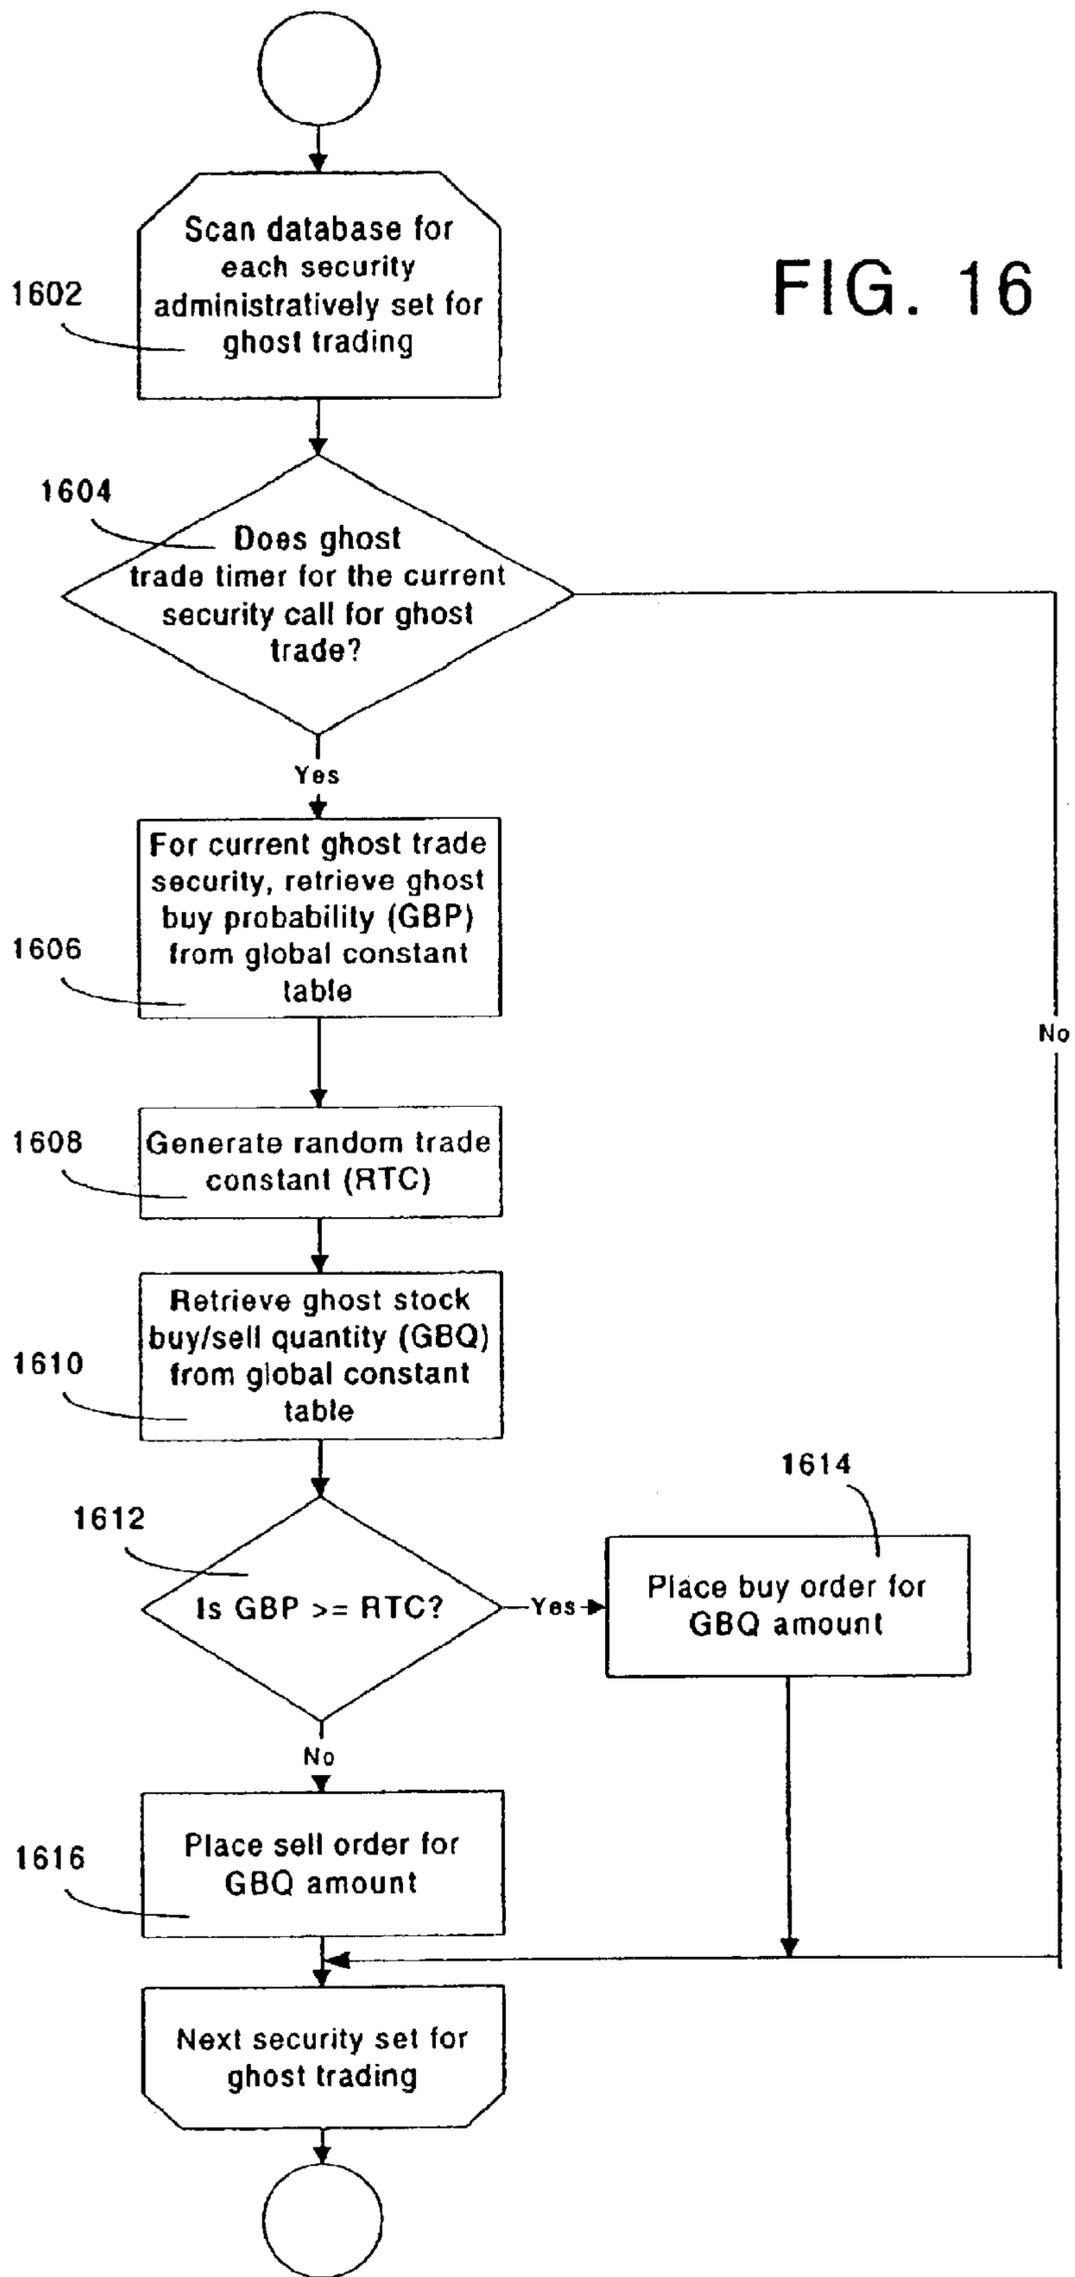 FIG. 16
Scan database for
each security
administratively set for
ghost trading
1602
1604
Does ghost
trade timer for the current
security call for ghost
trade?
Yes
No
For current ghost trade
security, retrieve ghost
buy probability (GBP)
from global constant
table
1606
1608
Generate random trade
constant (RTC)
Retrieve ghost stock
buy/sell quantity (GBQ)
from global constant
table
1610
1612
Is GBP >= RTC?
Yes
1614
Place buy order for
GBQ amount
No
Place sell order for
GBQ amount
1616
Next security set for
ghost trading